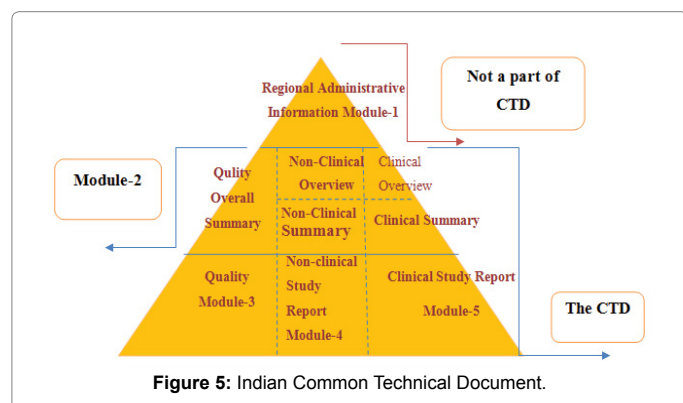 Regional Administrative
Information Module-1
Not a part of
CTD
Module-2
Qulity
Overall
Summary
Non-Clinical
Overview
Clinical
Overview
Non-Clinical
Summary
Clinical Summary
Quality
Module-3
Non-clinical
Study
Report
Module-4
Clinical Study Report
Module-5
The CTD
Figure 5: Indian Common Technical Document.